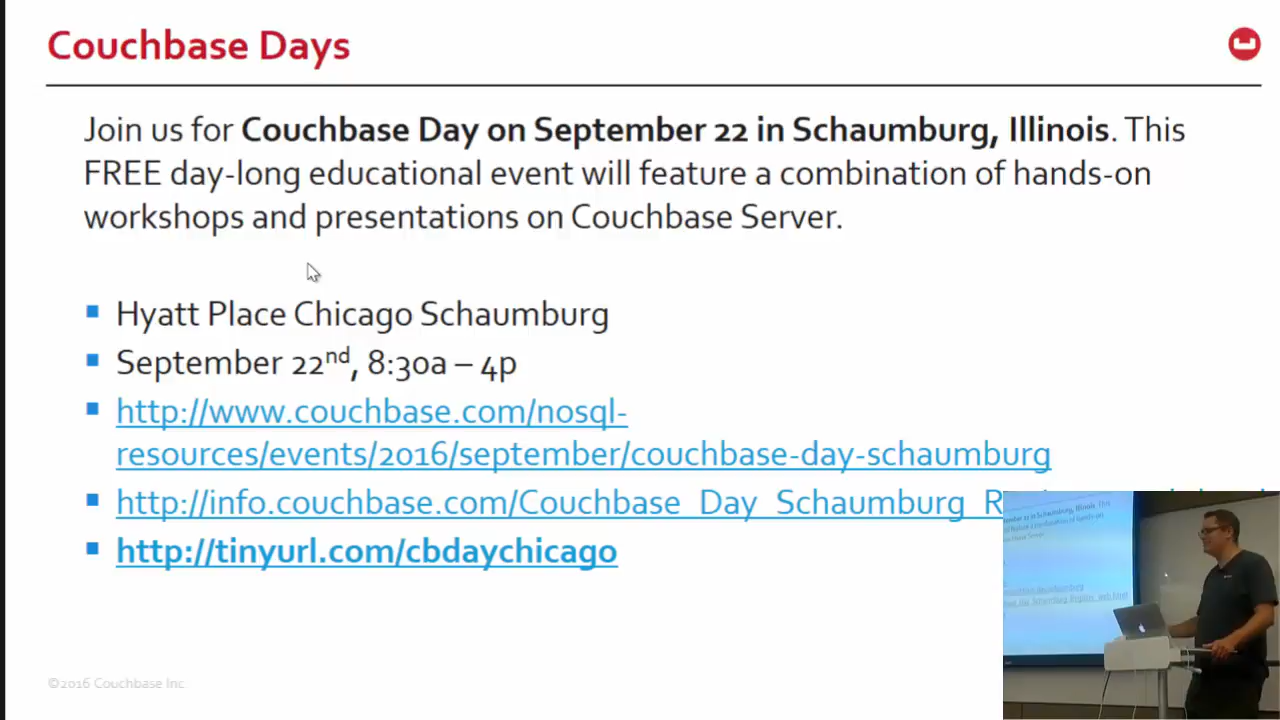 Couchbase Days
Join us for Couchbase Day on September 22 in Schaumburg, Illinois. This
FREE day-long educational event will feature a combination of hands-on
workshops and presentations on Couchbase Server.
Hyatt Place Chicago Schaumburg
September 22nd, 8:30a – 4p
http://www.couchbase.com/nosql-
resources/events/2016/september/couchbase-day-schaumburg
http://info.couchbase.com/Couchbase_Day_Schaumburg_R
http://tinyurl.com/cbdaychicago
©2016 Couchbase Inc.